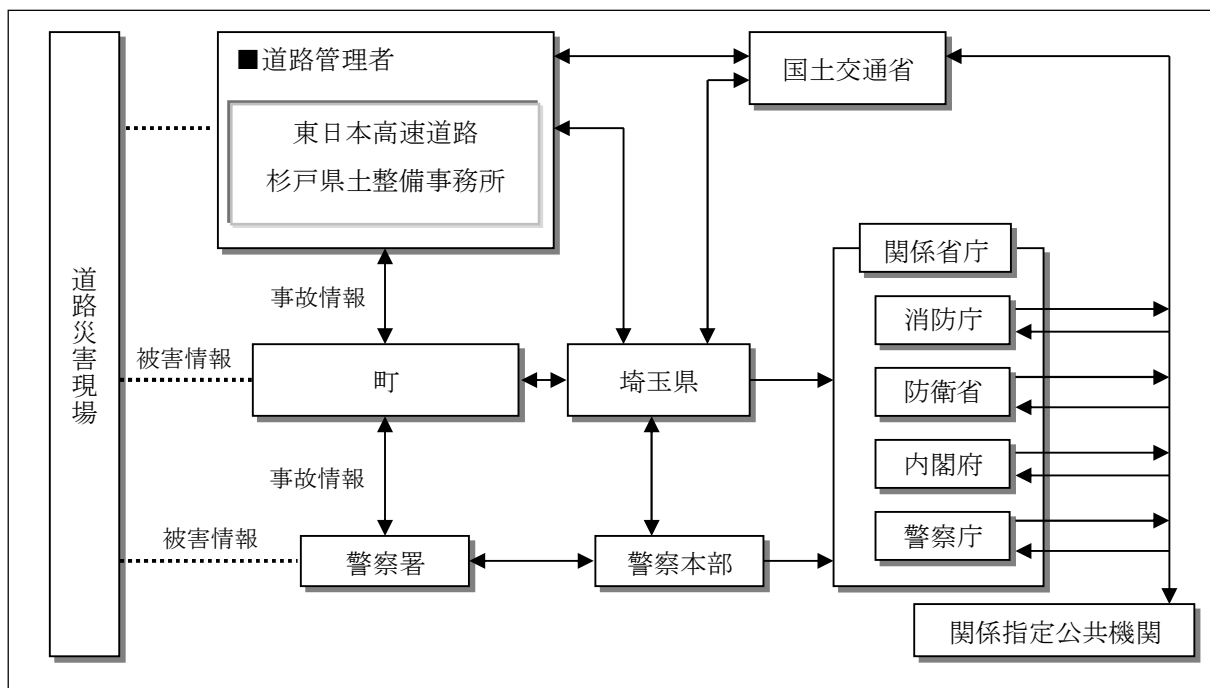 ■道路管理者
東日本高速道路
杉戸県土整備事務所
国土交通省
道路災害現場
事故情報
被害情報
町
埼玉県
関係省庁
消防庁
防衛省
内閣府
警察庁
事故情報
被害情報
警察署
警察本部
関係指定公共機関